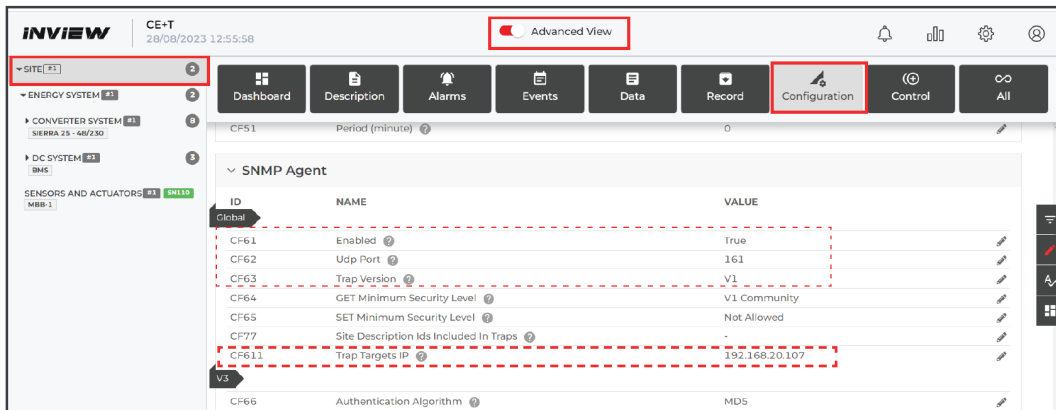 iNViEW
CE+T
28/08/2023 12:55:58
Advanced View
SITE #1 2
ENERGY SYSTEM #1 2
CONVERTER SYSTEM #1 8
SIERRA 25 - 48/230
DC SYSTEM #1 3
BMS
SENSORS AND ACTUATORS #1 SN110
MBB-1
Dashboard Description Alarms Events Data Record Configuration Control All
CF51 Period (minute) ? 0
SNMP Agent
ID NAME VALUE
Global
CF61 Enabled ? True
CF62 Udp Port ? 161
CF63 Trap Version ? V1
CF64 GET Minimum Security Level ? V1 Community
CF65 SET Minimum Security Level ? Not Allowed
CF77 Site Description Ids Included In Traps ? -
CF611 Trap Targets IP ? 192.168.20.107
V3
CF66 Authentication Algorithm ? MD5